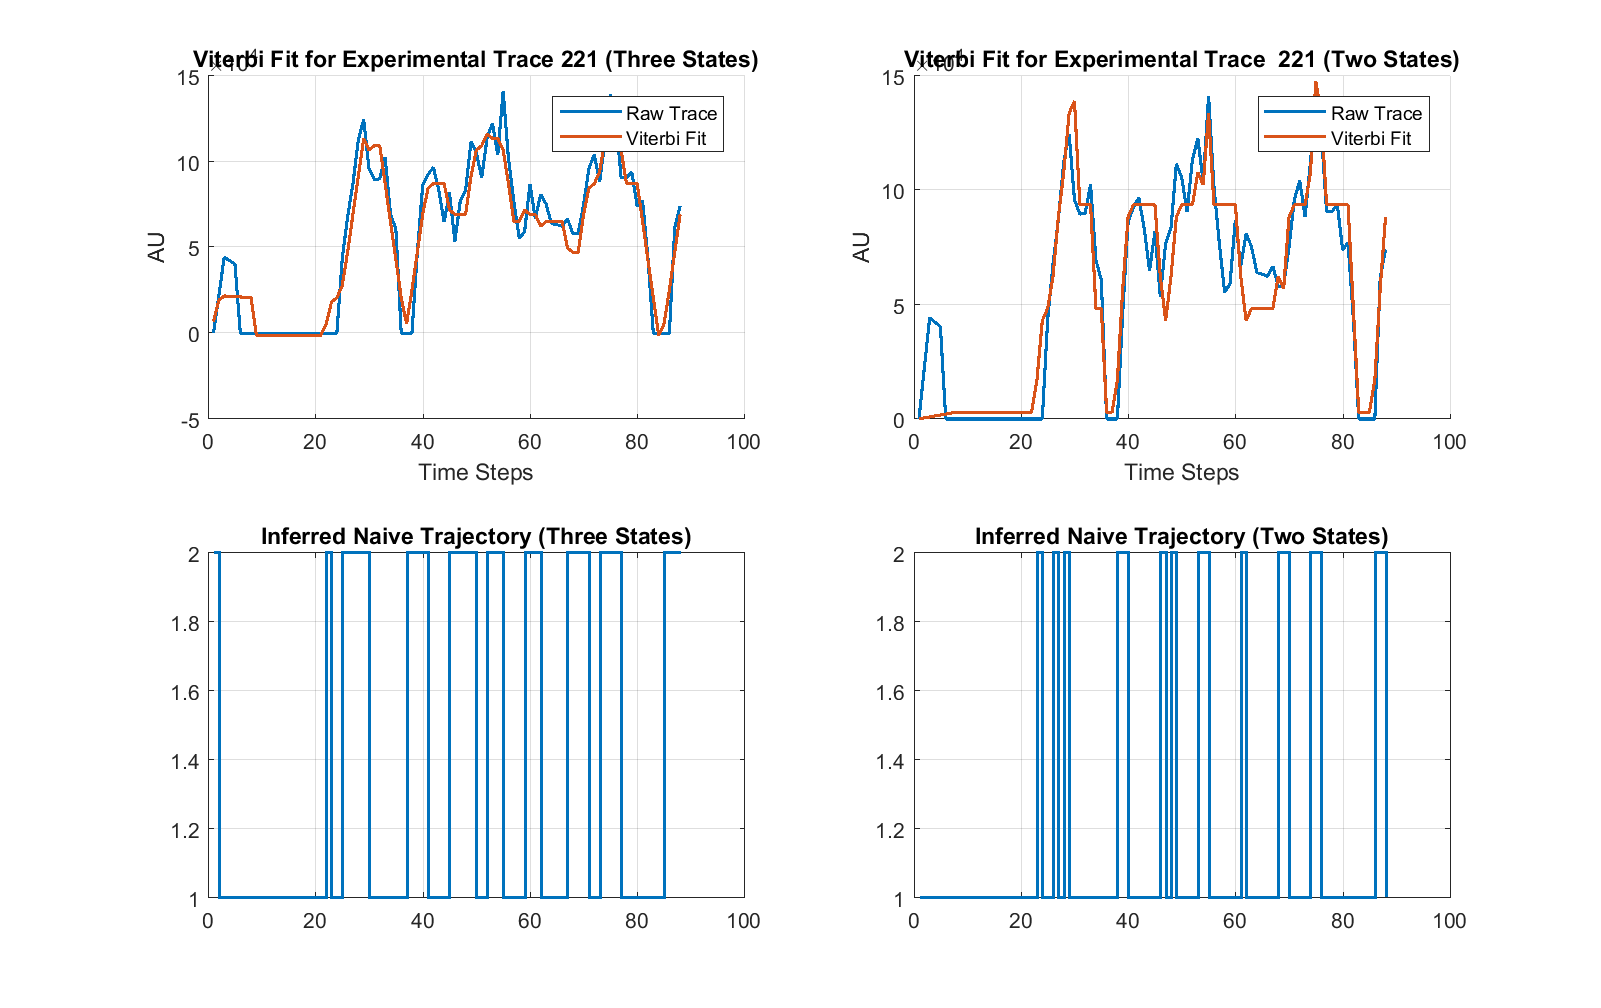 Viterbi Fit for Experimental Trace 221 (Three States)
×10⁴
15
10
5
0
-5
AU
0 20 40 60 80 100
Time Steps
Raw Trace
Viterbi Fit
Viterbi Fit for Experimental Trace  221 (Two States)
×10⁴
15
10
5
0
AU
0 20 40 60 80 100
Time Steps
Raw Trace
Viterbi Fit
Inferred Naive Trajectory (Three States)
2
1.8
1.6
1.4
1.2
1
0 20 40 60 80 100
Inferred Naive Trajectory (Two States)
2
1.8
1.6
1.4
1.2
1
0 20 40 60 80 100